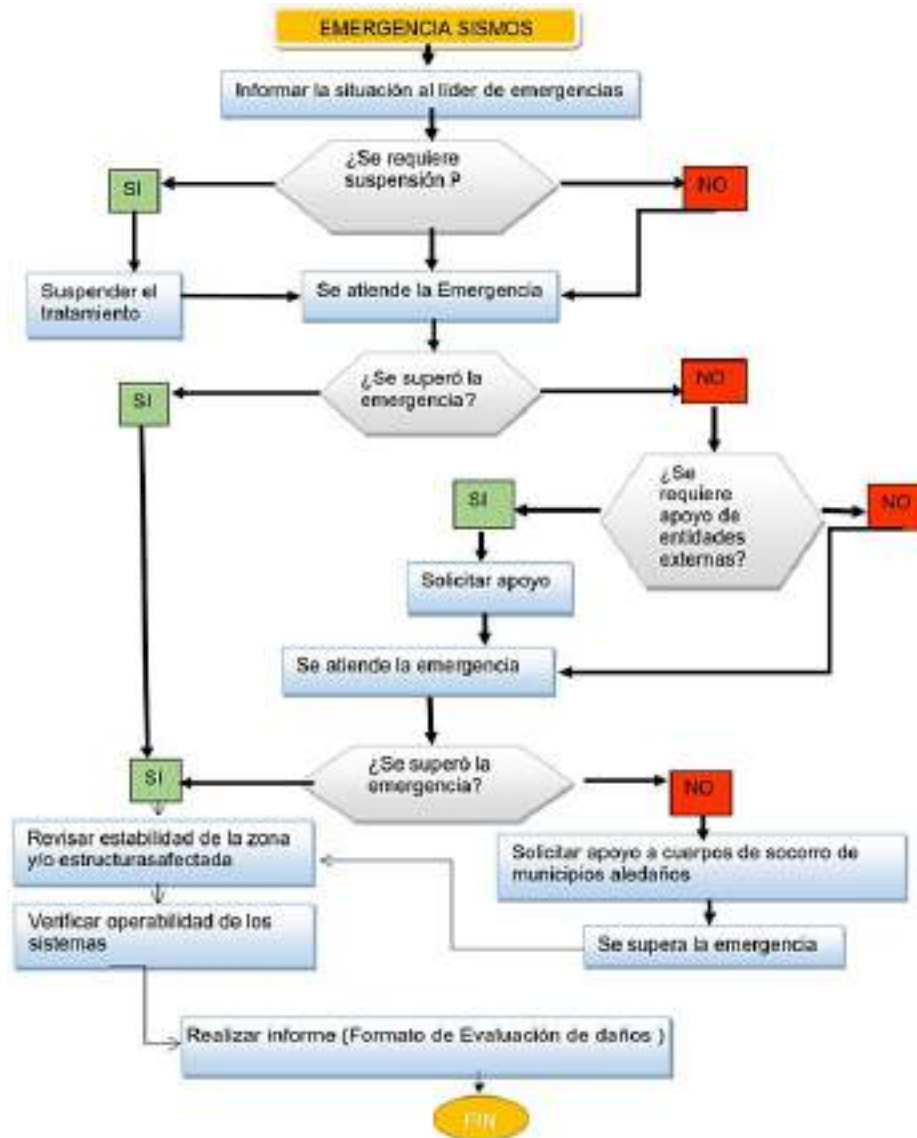 EMERGENCIA SISMOS
Informar la situación al líder de emergencias
¿Se requiere
suspensión ?
SI
NO
Suspender el
tratamiento
Se atiende la Emergencia
¿Se superó la
emergencia?
SI
NO
¿Se
requiere
apoyo de
entidades
externas?
SI
NO
Solicitar apoyo
Se atiende la emergencia
¿Se superó la
emergencia?
SI
NO
Revisar estabilidad de la zona
y/o estructurasafectada
Solicitar apoyo a cuerpos de socorro de
municipios aledaños
Verificar operabilidad de los
sistemas
Se supera la emergencia
Realizar informe (Formato de Evaluación de daños )
FIN